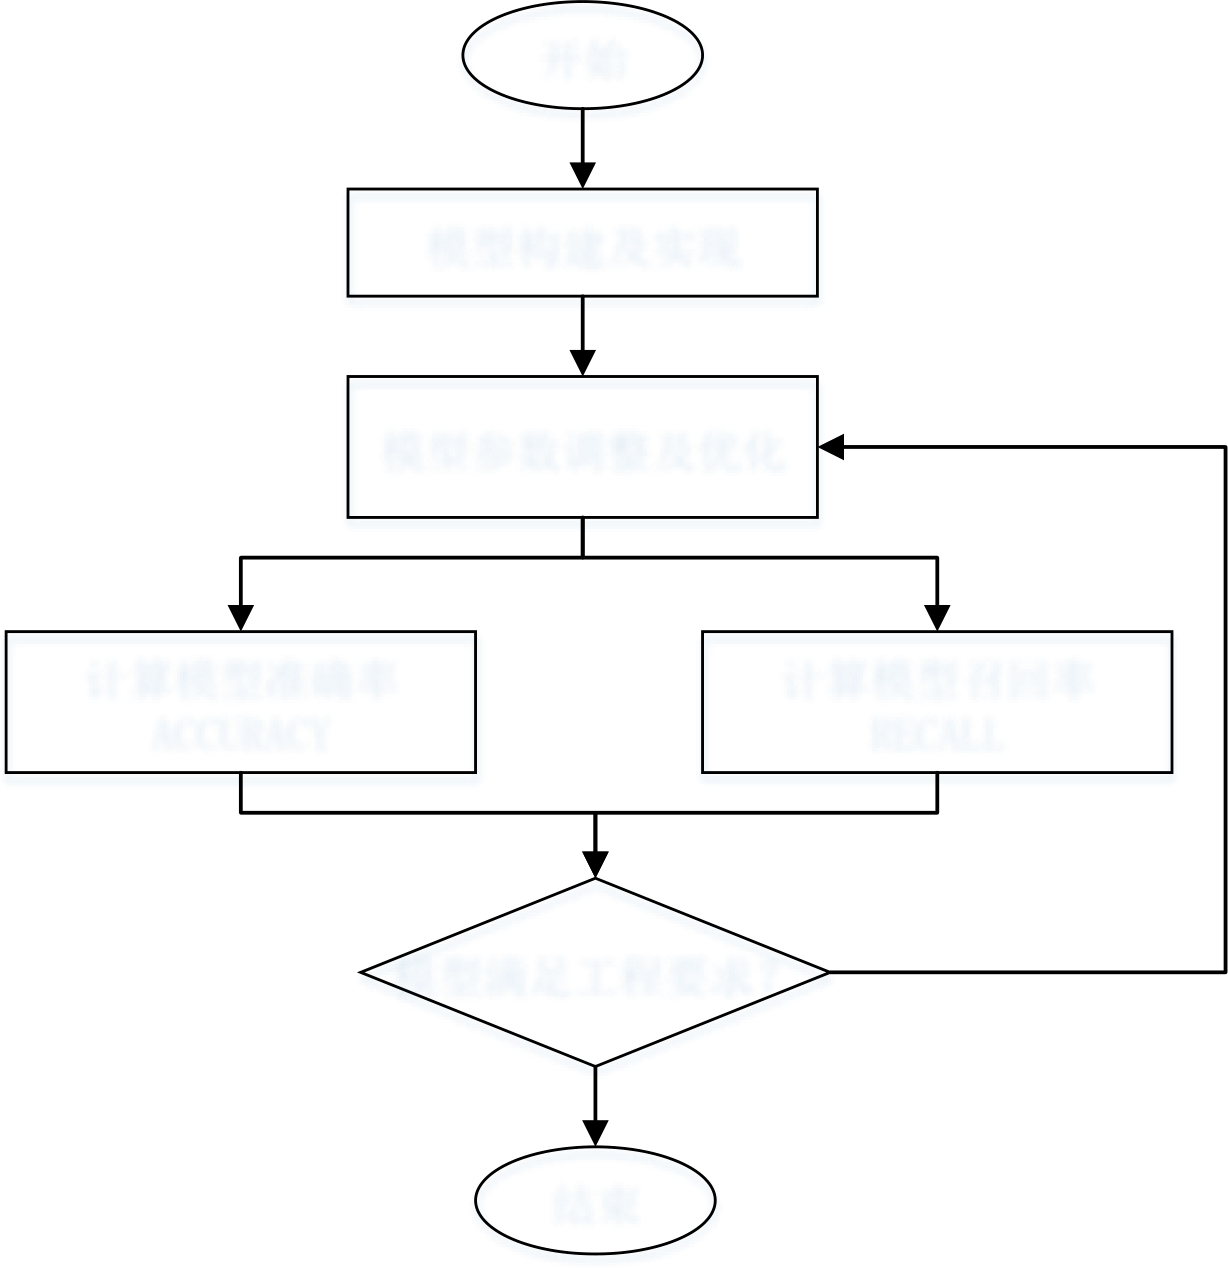 开始
模型构建及实现
模型参数调整及优化
计算模型准确率
ACCURACY
计算模型召回率
RECALL
模型满足工程要求？
结束